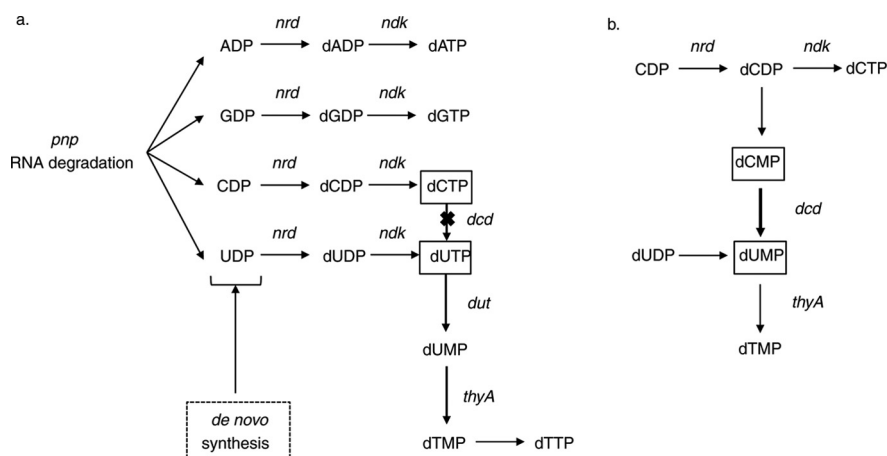 a.
nrd ndk
ADP dADP dATP
nrd ndk
GDP dGDP dGTP
pnp
RNA degradation
nrd ndk
CDP dCDP dCTP
dcd
nrd ndk
UDP dUDP dUTP
dut
dUMP
thyA
de novo
synthesis
dTMP dTTP
b.
nrd ndk
CDP dCDP dCTP
dCMP
dcd
dUDP dUMP
thyA
dTMP